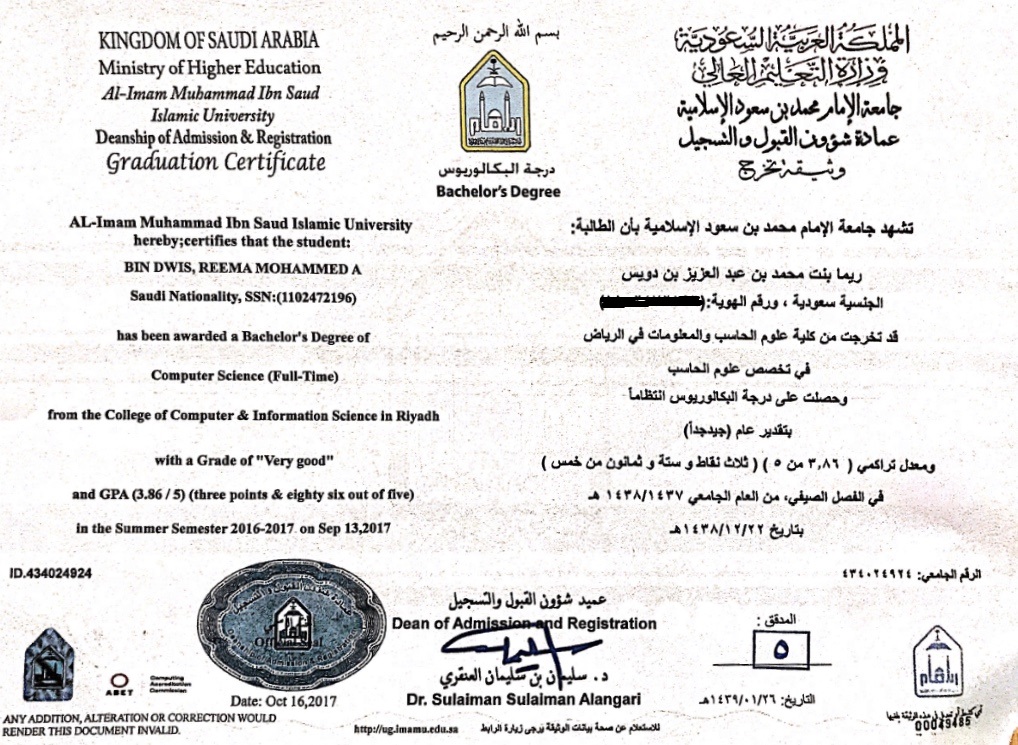 KINGDOM OF SAUDI ARABIA
Ministry of Higher Education
Al-Imam Muhammad Ibn Saud
Islamic University
Deanship of Admission & Registration
Graduation Certificate
بسم الله الرحمن الرحيم
درجة البكالوريوس
Bachelor's Degree
المملكة العربية السعودية
وزارة التعليم العالي
جامعة الإمام محمد بن سعود الإسلامية
عمادة شؤون القبول والتسجيل
وثيقة تخرج
AL-Imam Muhammad Ibn Saud Islamic University
hereby;certifies that the student:
BIN DWIS, REEMA MOHAMMED A
Saudi Nationality, SSN:(1102472196)
has been awarded a Bachelor's Degree of
Computer Science (Full-Time)
from the College of Computer & Information Science in Riyadh
with a Grade of "Very good"
and GPA (3.86 / 5) (three points & eighty six out of five)
in the Summer Semester 2016-2017 on Sep 13,2017
تشهد جامعة الإمام محمد بن سعود الإسلامية بأن الطالبة:
ريما بنت محمد بن عبد العزيز بن دويس
الجنسية سعودية ، ورقم الهوية:(
قد تخرجت من كلية علوم الحاسب والمعلومات في الرياض
في تخصص علوم الحاسب
وحصلت على درجة البكالوريوس انتظاماً
بتقدير عام (جيدجداً)
ومعدل تراكمي ( ٣,٨٦ من ٥ ) ( ثلاث نقاط و ستة و ثمانون من خمس )
في الفصل الصيفي، من العام الجامعي ١٤٣٨/١٤٣٧ هـ
بتاريخ ١٤٣٨/١٢/٢٢هـ
ID.434024924
الرقم الجامعي: ٤٣٤٠٢٤٩٢٤
عميد شؤون القبول والتسجيل
Dean of Admission and Registration
د. سليمان بن سليمان العنقري
Dr. Sulaiman Sulaiman Alangari
المدقق :
٥
التاريخ: ١٤٣٩/٠١/٢٦هـ
ABET
Computing
Accreditation
Commission
Date: Oct 16,2017
ANY ADDITION, ALTERATION OR CORRECTION WOULD
RENDER THIS DOCUMENT INVALID.
http://ug.imamu.edu.sa
للاستعلام عن صحة بيانات الوثيقة يرجى زيارة الرابط
00049485